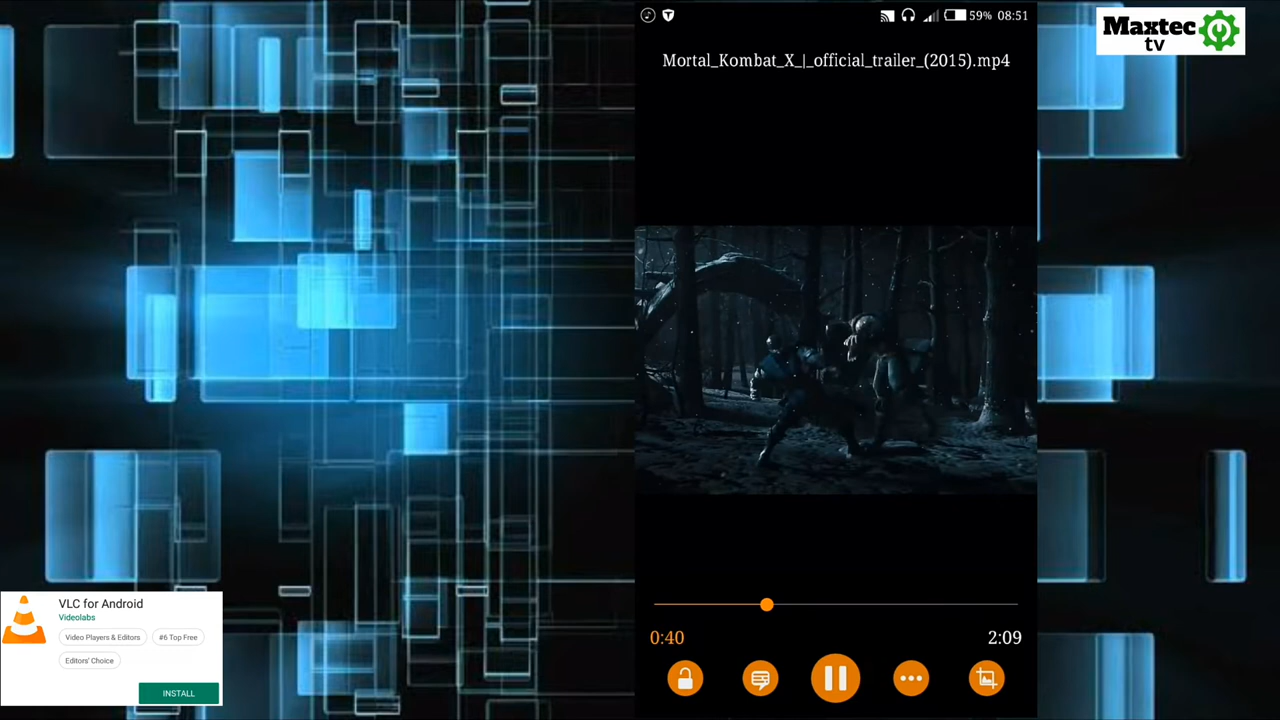 59% 08:51
Mortal_Kombat_X_|_official_trailer_(2015).mp4
Maxtec
tv
0:40
2:09
VLC for Android
Videolabs
Video Players & Editors
#6 Top Free
Editors' Choice
INSTALL